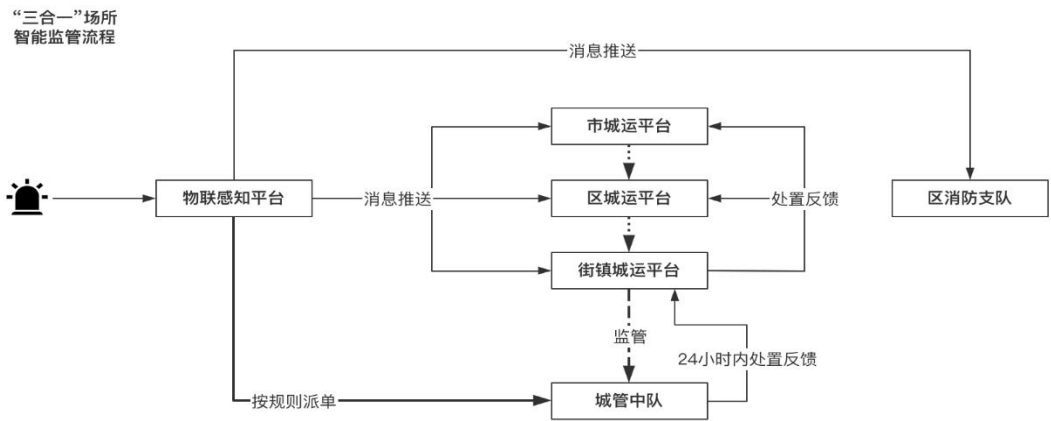 “三合一”场所
智能监管流程
消息推送
市城运平台
物联感知平台
消息推送
区城运平台
处置反馈
区消防支队
街镇城运平台
监管
24小时内处置反馈
按规则派单
城管中队